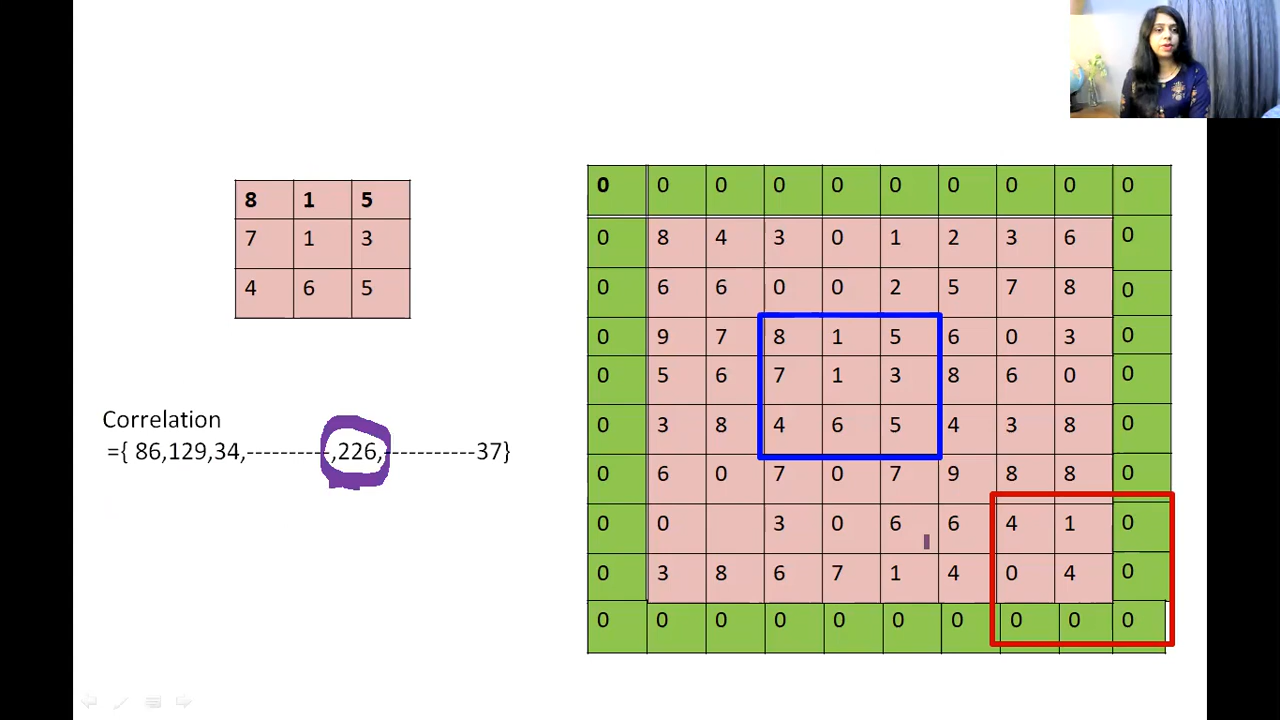 8 1 5
7 1 3
4 6 5
Correlation
={ 86,129,34,----------,226,-----------37}
0 0 0 0 0 0 0 0 0 0
0 8 4 3 0 1 2 3 6 0
0 6 6 0 0 2 5 7 8 0
0 9 7 8 1 5 6 0 3 0
0 5 6 7 1 3 8 6 0 0
0 3 8 4 6 5 4 3 8 0
0 6 0 7 0 7 9 8 8 0
0 0 3 0 6 6 4 1 0
0 3 8 6 7 1 4 0 4 0
0 0 0 0 0 0 0 0 0 0